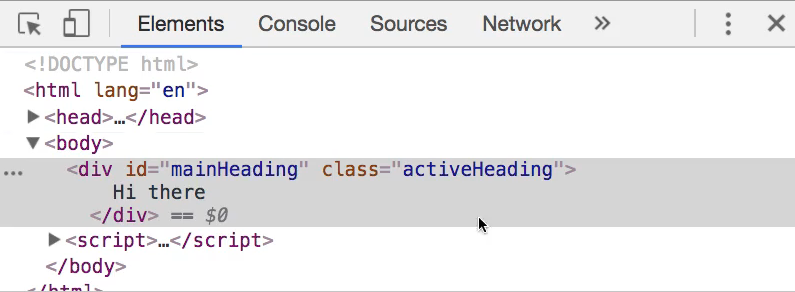 Elements Console Sources Network »
<!DOCTYPE html>
<html lang="en">
▶<head>…</head>
▼<body>
… <div id="mainHeading" class="activeHeading">
Hi there
</div> == $0
▶<script>…</script>
</body>
</html>